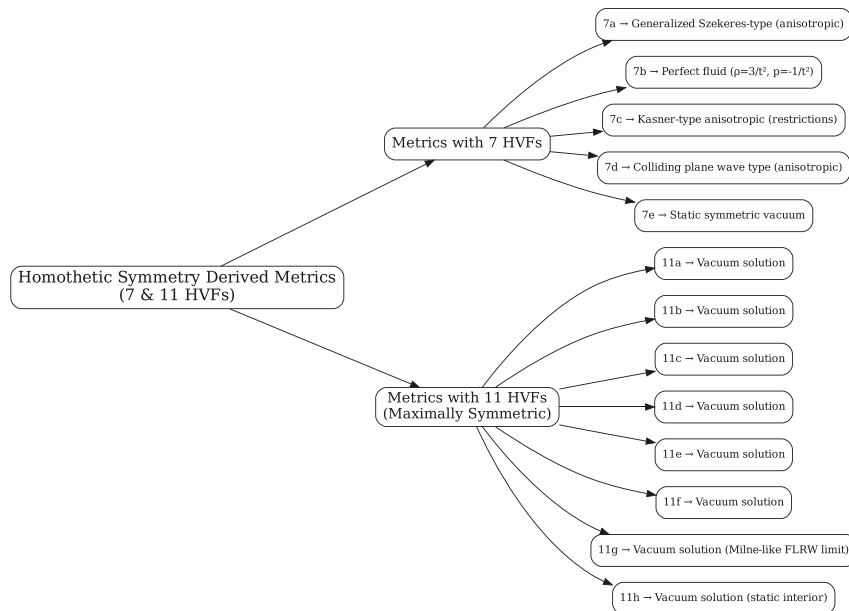 7a → Generalized Szekeres-type (anisotropic)
7b → Perfect fluid (ρ=3/t², p=-1/t²)
Metrics with 7 HVFs
7c → Kasner-type anisotropic (restrictions)
7d → Colliding plane wave type (anisotropic)
7e → Static symmetric vacuum
Homothetic Symmetry Derived Metrics
(7 & 11 HVFs)
11a → Vacuum solution
11b → Vacuum solution
11c → Vacuum solution
Metrics with 11 HVFs
(Maximally Symmetric)
11d → Vacuum solution
11e → Vacuum solution
11f → Vacuum solution
11g → Vacuum solution (Milne-like FLRW limit)
11h → Vacuum solution (static interior)